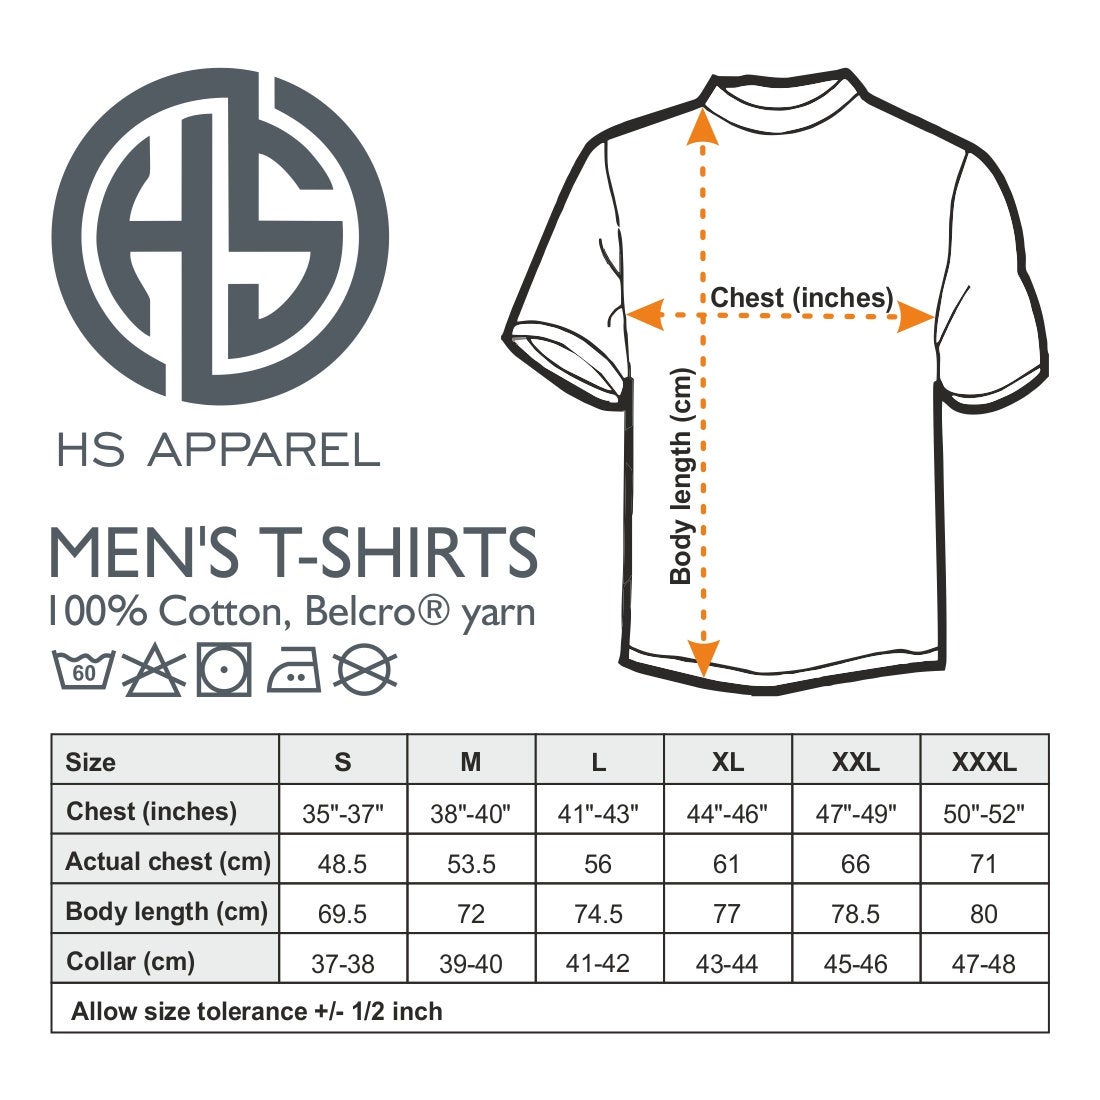 HS
HS APPAREL
MEN'S T-SHIRTS
100% Cotton, Belcro® yarn
60
Chest (inches)
Body length (cm)
Size S M L XL XXL XXXL
Chest (inches) 35"-37" 38"-40" 41"-43" 44"-46" 47"-49" 50"-52"
Actual chest (cm) 48.5 53.5 56 61 66 71
Body length (cm) 69.5 72 74.5 77 78.5 80
Collar (cm) 37-38 39-40 41-42 43-44 45-46 47-48
Allow size tolerance +/- 1/2 inch